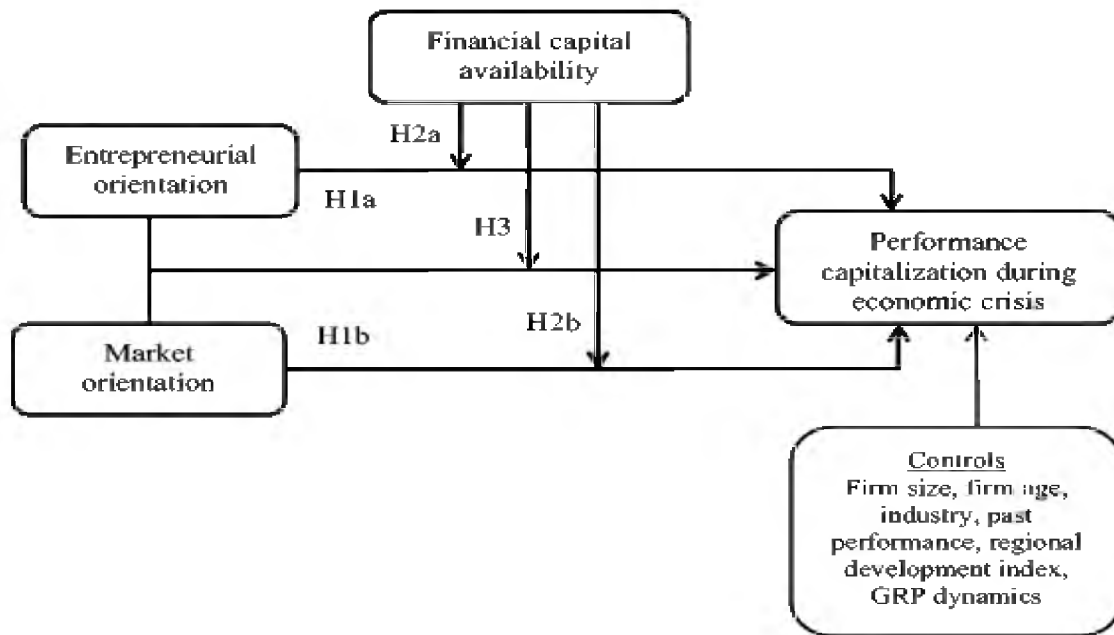 Financial capital
availability
H2a
Entrepreneurial
orientation
H1a
H3
Performance
capitalization during
economic crisis
H2b
H1b
Market
orientation
Controls
Firm size, firm age,
industry, past
performance, regional
development index,
GRP dynamics